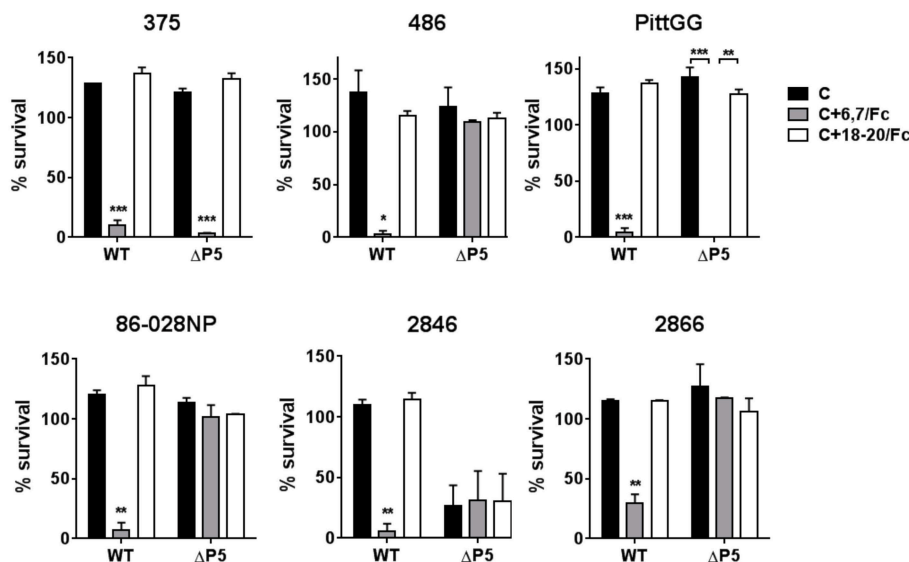 375
% survival
150
100
50
0
***
***
WT
ΔP5
486
% survival
150
100
50
0
*
WT
ΔP5
PittGG
% survival
150
100
50
0
***
***
**
WT
ΔP5
C
C+6,7/Fc
C+18-20/Fc
86-028NP
% survival
150
100
50
0
**
WT
ΔP5
2846
% survival
150
100
50
0
**
WT
ΔP5
2866
% survival
150
100
50
0
**
WT
ΔP5